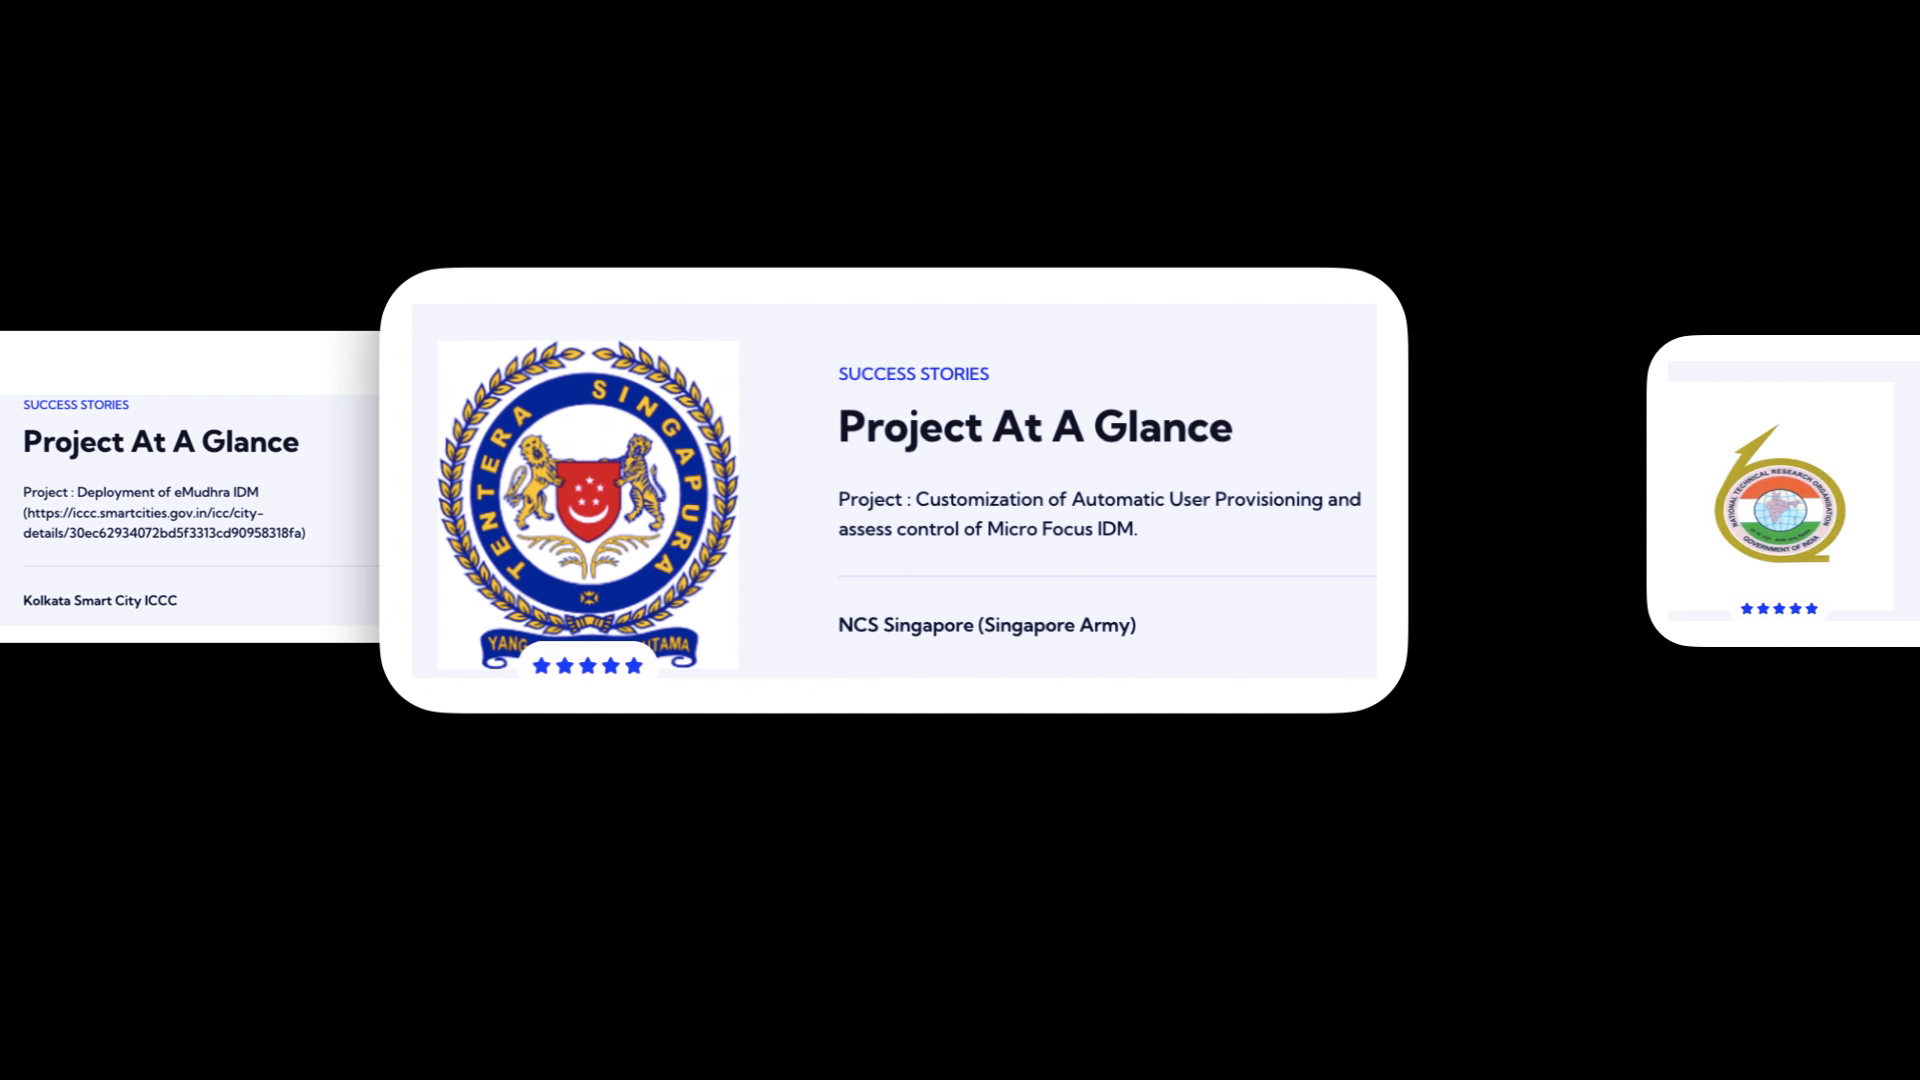 SUCCESS STORIES
Project At A Glance
Project : Deployment of eMudhra IDM
(https://iccc.smartcities.gov.in/icc/city-
details/30ec62934072bd5f3313cd90958318fa)
Kolkata Smart City ICCC
TENTERA SINGAPURA
YANG UTAMA
SUCCESS STORIES
Project At A Glance
Project : Customization of Automatic User Provisioning and
assess control of Micro Focus IDM.
NCS Singapore (Singapore Army)
NATIONAL TECHNICAL RESEARCH ORGANISATION
GOVERNMENT OF INDIA